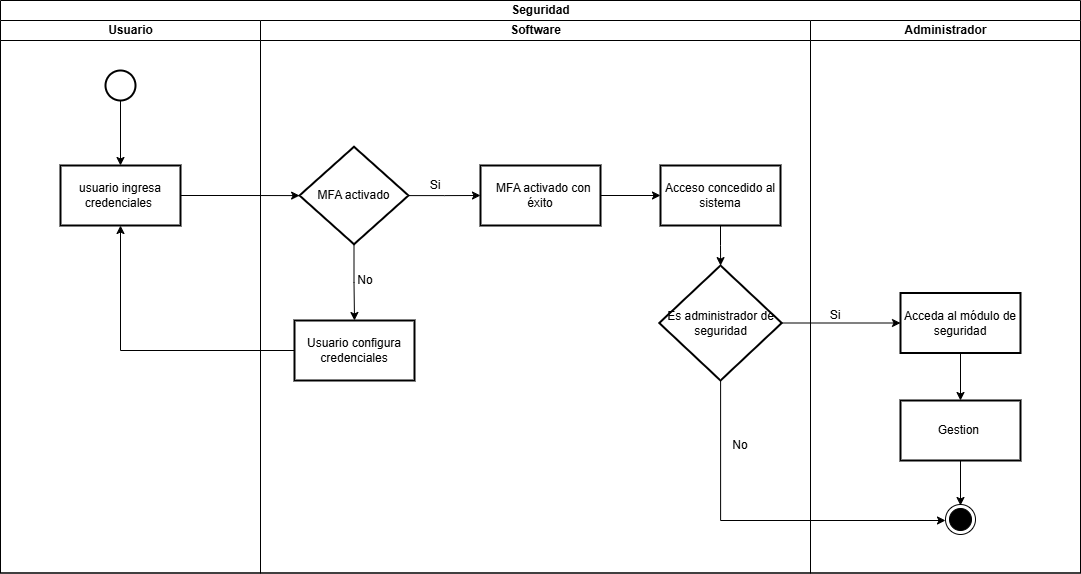 Seguridad
Usuario
Software
Administrador
usuario ingresa
credenciales
MFA activado
Si
MFA activado con
éxito
Acceso concedido al
sistema
No
Usuario configura
credenciales
Es administrador de
seguridad
Si
Acceda al módulo de
seguridad
Gestion
No